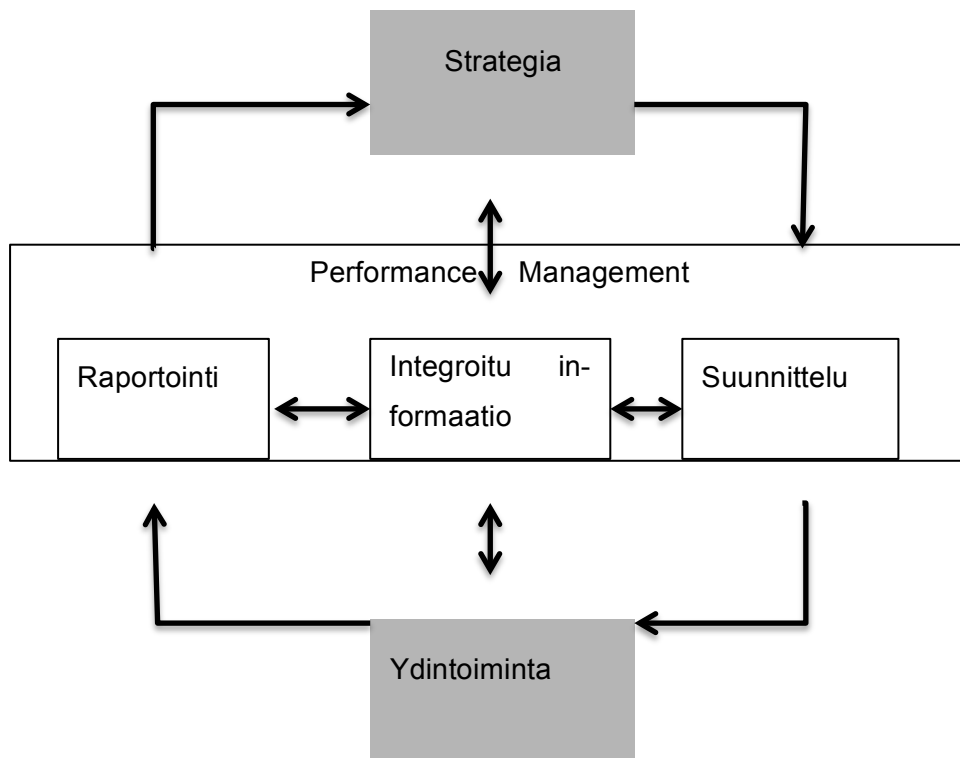 Strategia
Performance Management
Raportointi
Integroitu in-
formaatio
Suunnittelu
Ydintoiminta